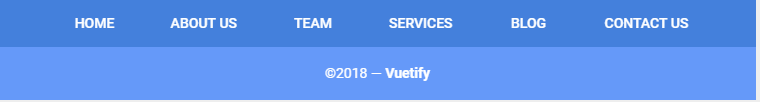 HOME ABOUT US TEAM SERVICES BLOG CONTACT US
©2018 — Vuetify